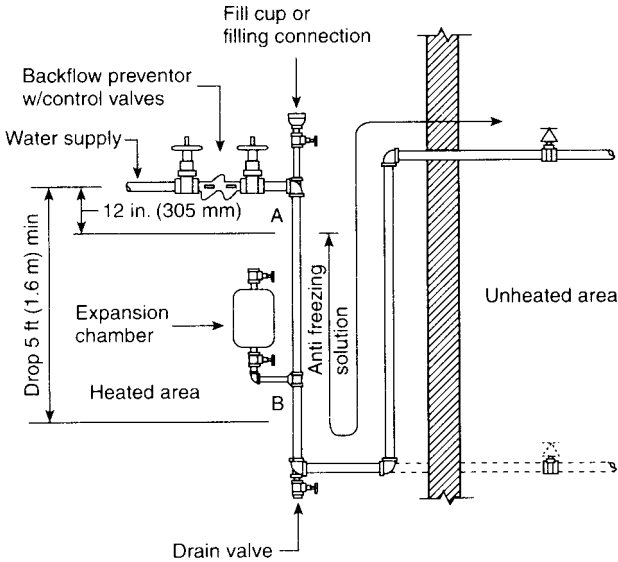 Fill cup or
filling connection
Backflow preventor
w/control valves
Water supply
12 in. (305 mm)
A
Drop 5 ft (1.6 m) min
Expansion
chamber
Anti freezing
solution
Unheated area
Heated area
B
Drain valve